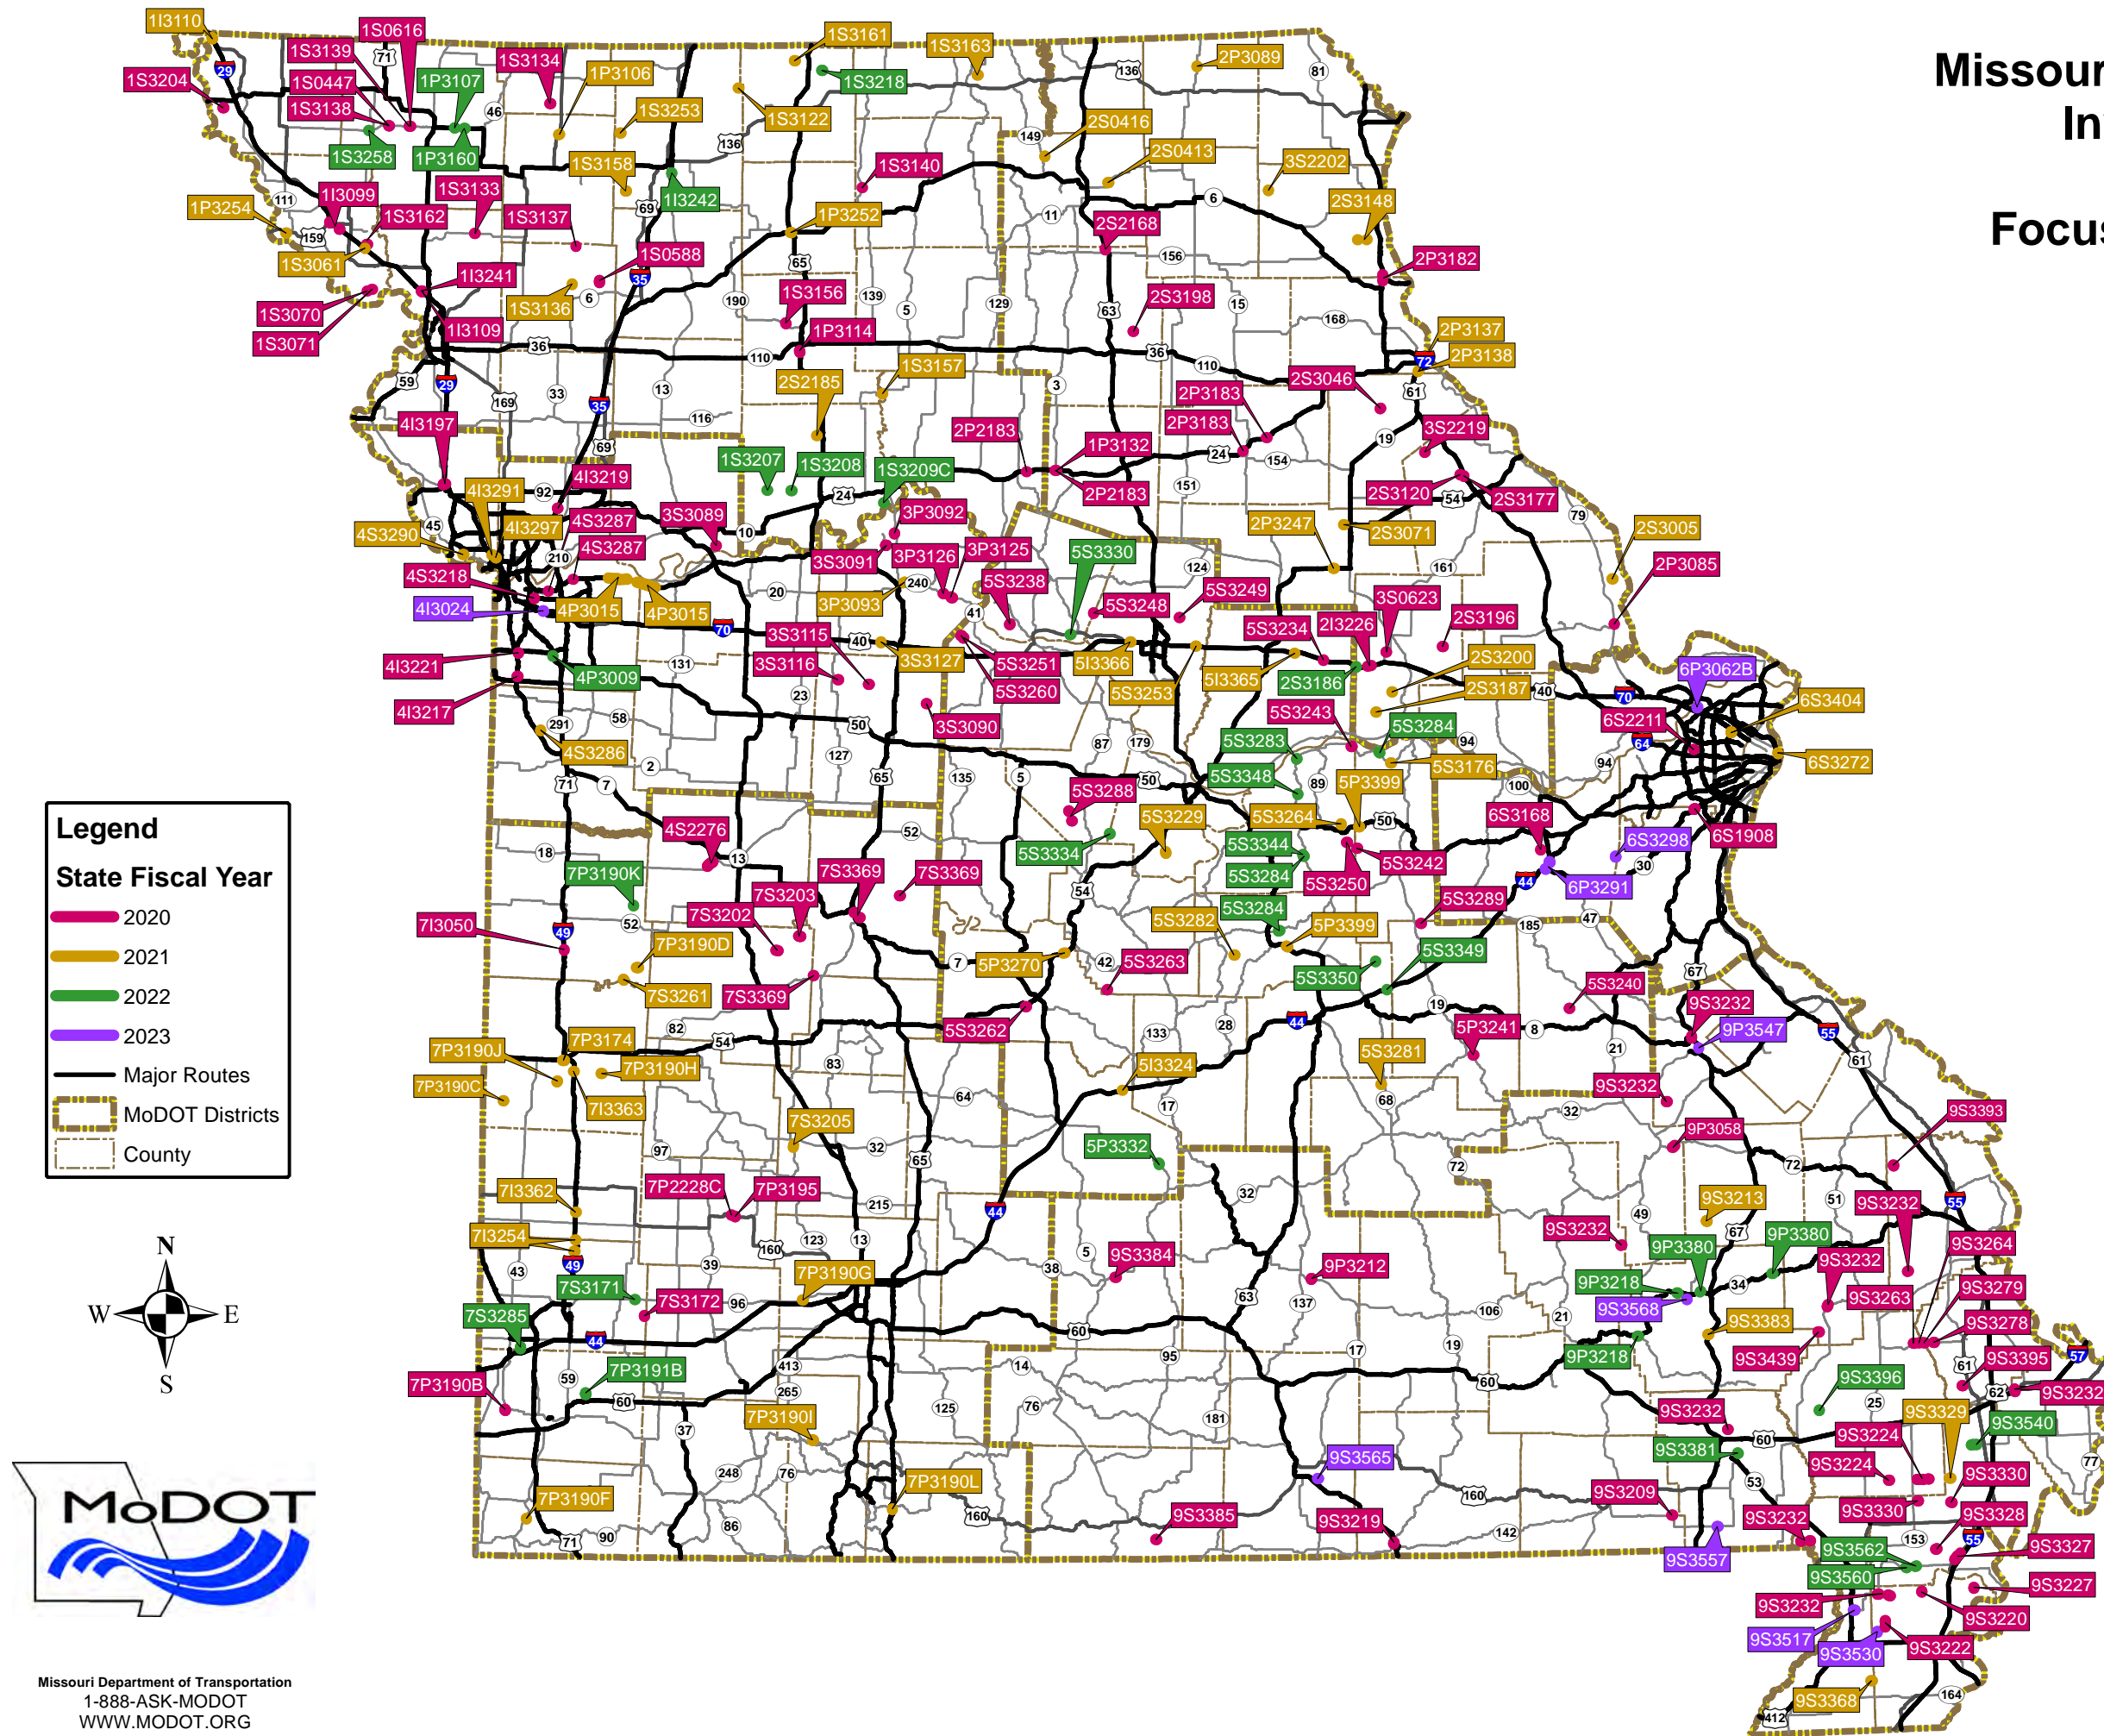 Missour
In
Focus
1I3110
1S0616
1S3139
1S3204
1S0447
1S3138
1P3107
1S3134
1P3106
1S3161
1S3163
1S3218
2P3089
1S3253
1S3122
2S0416
1S3258
1P3160
1S3158
1S3140
2S0413
3S2202
1P3254
1I3099
1S3133
1S3162
1S3137
1I3242
1P3252
2S2168
2S3148
1S3061
1S0588
2P3182
1I3241
1S3136
1S3070
1S3071
1I3109
1S3156
1P3114
2S3198
2P3137
2P3138
1S3157
2S2185
2S3046
2P3183
2P3183
4I3197
2P2183
1P3132
3S2219
1S3207
1S3208
1S3209C
4I3219
4I3291
2P2183
2S3120
2S3177
4S3290
4I3297
4S3287
4S3287
3S3089
3P3092
3S3091
3P3126
3P3125
5S3330
2P3247
2S3071
2S3005
2P3085
4S3218
4I3024
4P3015
4P3015
3P3093
5S3238
5S3248
5S3249
3S0623
2S3196
4I3221
4P3009
3S3115
3S3116
3S3127
5S3251
5S3260
5I3366
5S3253
5S3234
2I3226
5I3365
2S3186
2S3200
2S3187
6P3062B
4I3217
4S3286
3S3090
5S3243
5S3284
5S3283
5S3348
5S3176
6S2211
6S3404
6S3272
5S3288
5S3229
5P3399
5S3264
6S3168
6S1908
6S3298
Legend
State Fiscal Year
2020
2021
2022
2023
Major Routes
MoDOT Districts
County
4S2276
5S3334
5S3344
5S3284
5S3250
5S3242
6P3291
7P3190K
7S3369
7S3369
7S3203
7S3202
5S3284
5S3289
7I3050
5S3282
5P3399
7P3190D
5P3270
5S3263
5S3350
5S3349
7S3261
7S3369
5S3262
5S3240
9S3232
9P3547
7P3174
7P3190J
7P3190H
7P3190C
7I3363
5I3324
5P3241
5S3281
9S3232
7S3205
9S3393
9P3058
5P3332
7I3362
7P2228C
7P3195
9S3213
9S3232
9S3232
9P3380
9P3380
9S3264
7I3254
7P3190G
9S3384
9P3212
9P3218
9S3568
9S3232
9S3263
9S3279
7S3171
7S3172
7S3285
9S3383
9S3278
9P3218
9S3439
9S3395
7P3191B
7P3190B
9S3396
9S3232
7P3190I
9S3232
9S3329
9S3540
9S3224
9S3381
9S3565
9S3224
9S3330
7P3190F
7P3190L
9S3385
9S3219
9S3209
9S3330
9S3232
9S3328
9S3557
9S3562
9S3560
9S3327
9S3227
9S3232
9S3220
9S3517
9S3530
9S3222
9S3368
N
W E
S
MoDOT
Missouri Department of Transportation
1-888-ASK-MODOT
WWW.MODOT.ORG